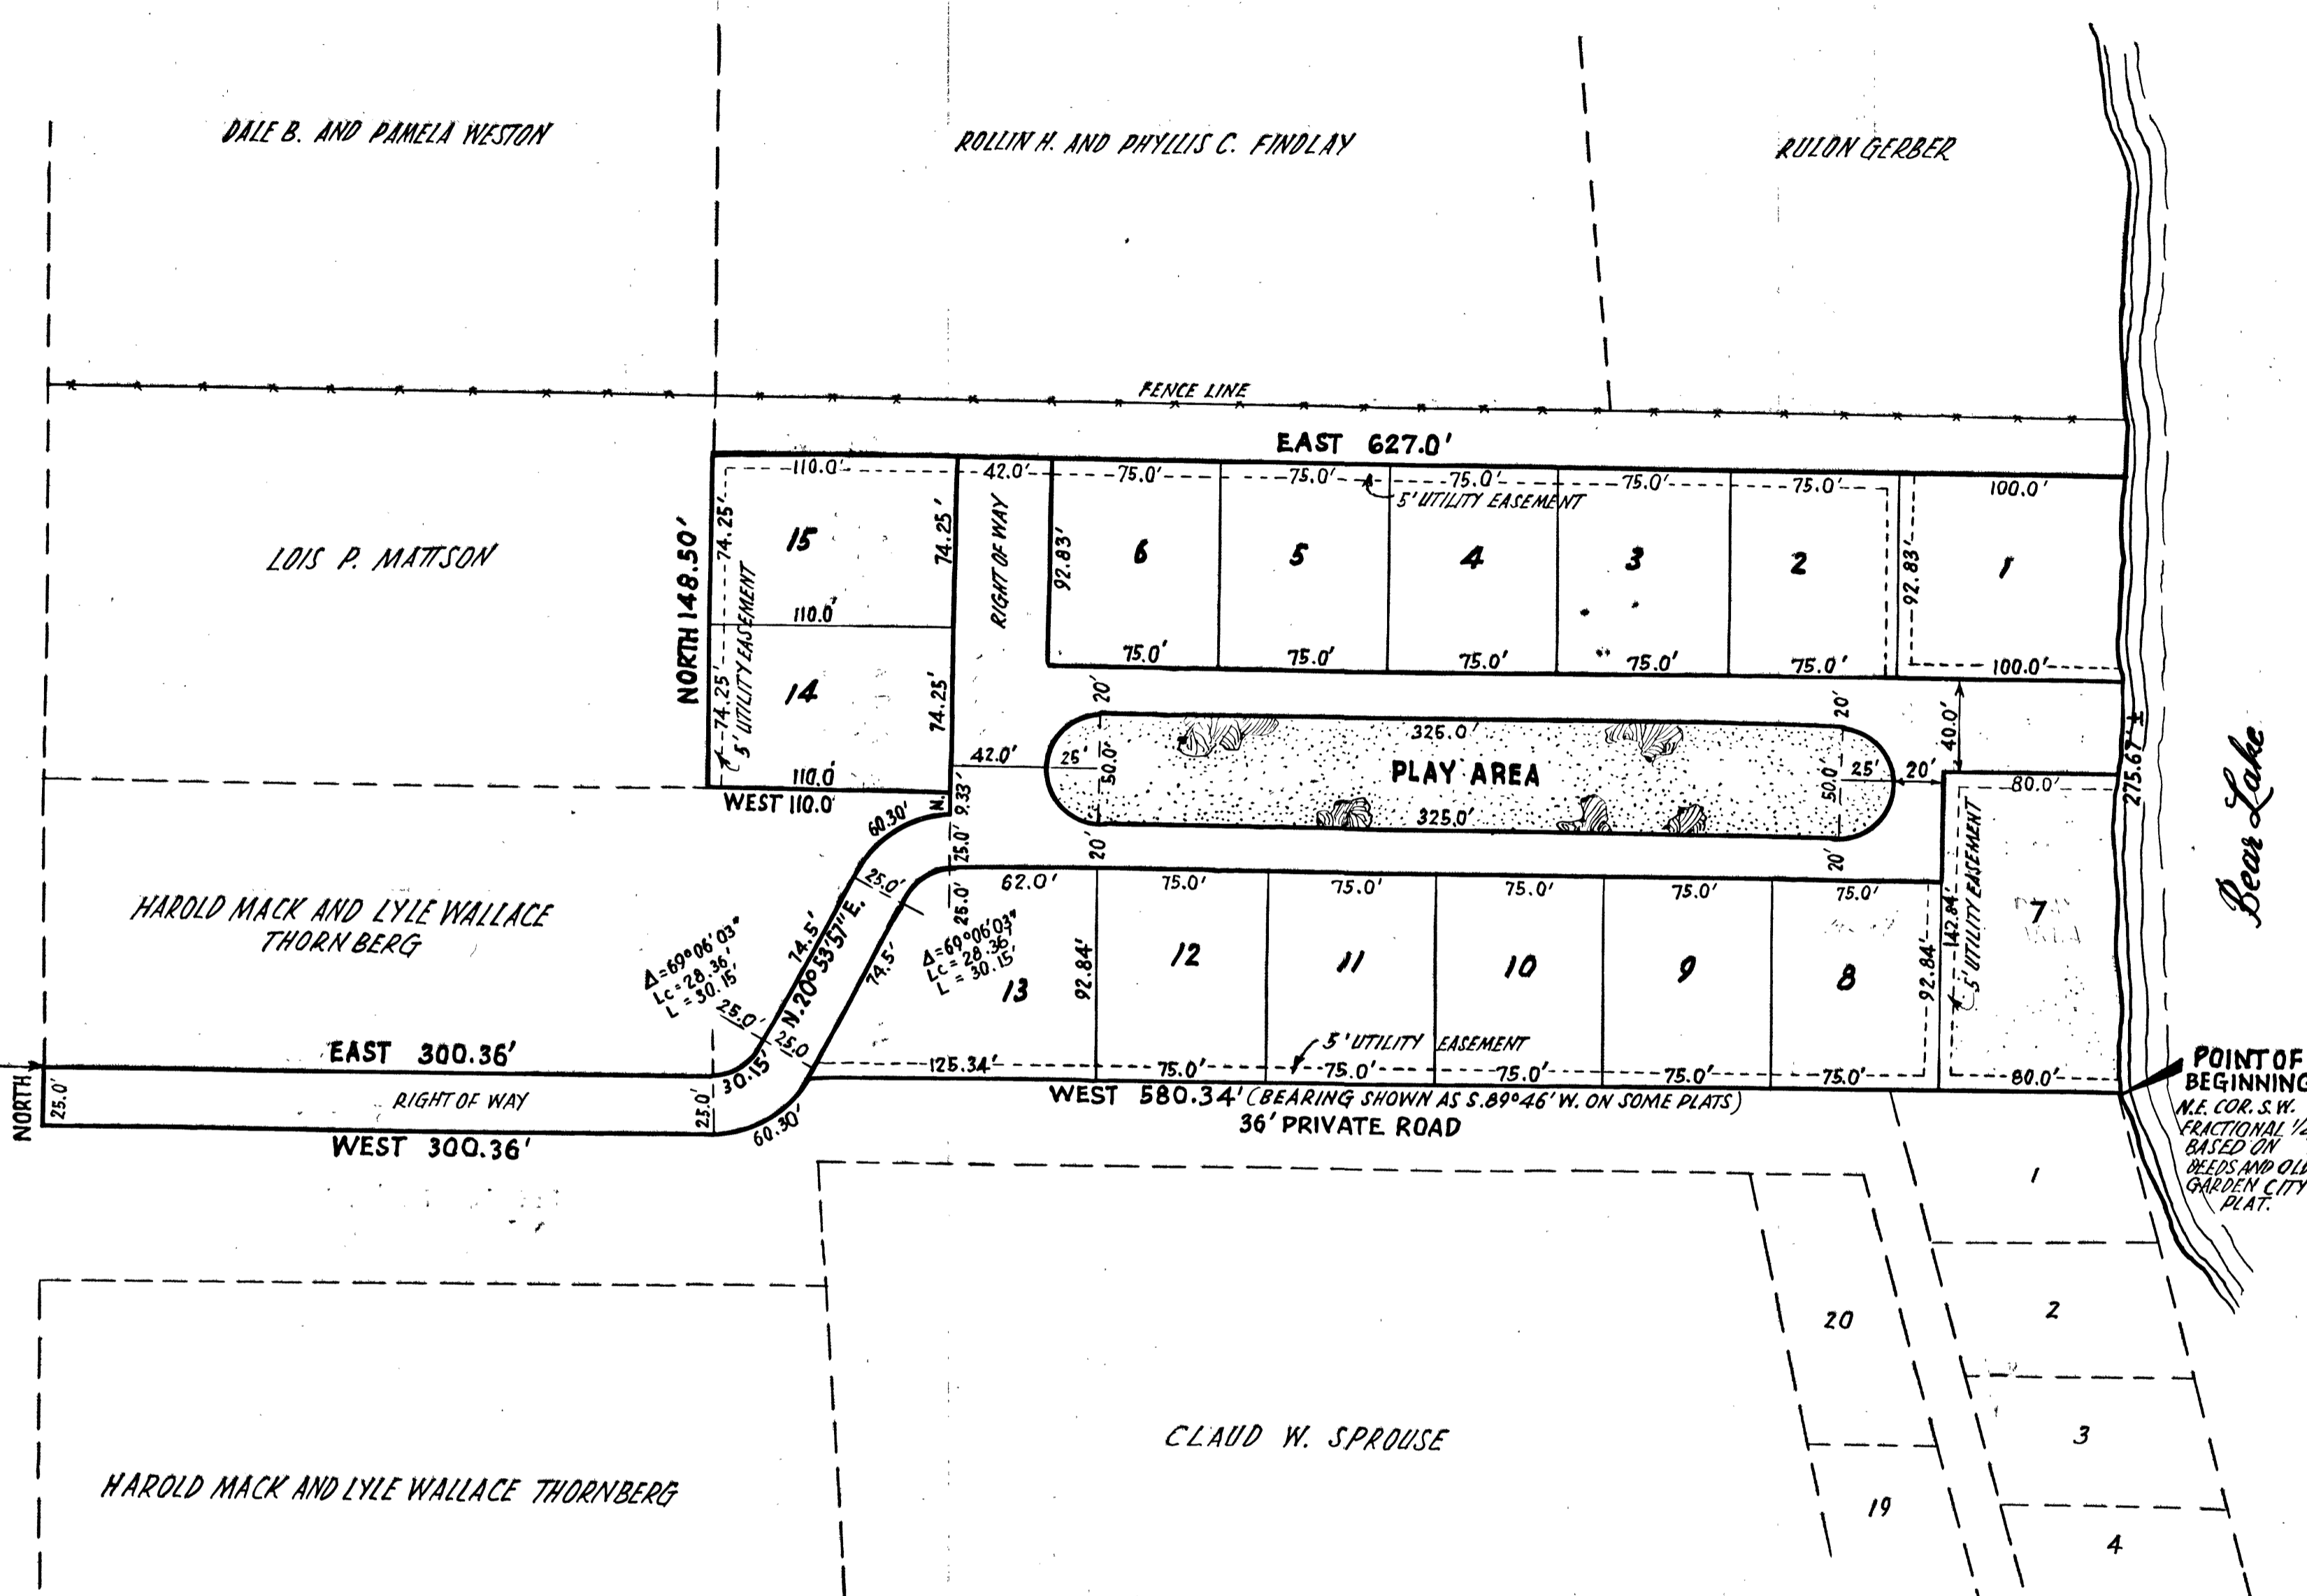 DALE B. AND PAMELA WESTON
ROLLIN H. AND PHYLLIS C. FINDLAY
RULON GERBER
FENCE LINE
EAST 627.0'
110.0'
42.0'
75.0'
75.0'
75.0'
75.0'
75.0'
100.0'
5' UTILITY EASEMENT
NORTH 148.50'
74.25'
15
74.25'
RIGHT OF WAY
92.83'
6
5
4
3
2
92.83'
1
LOIS P. MATTSON
110.0'
5' UTILITY EASEMENT
75.0'
75.0'
75.0'
75.0'
75.0'
100.0'
74.25'
14
74.25'
20'
20'
40.0'
275.67'±
Bear Lake
42.0'
25'
50.0'
326.0'
PLAY AREA
325.0'
50.0'
25'
20'
80.0'
110.0'
WEST 110.0'
N. 9.33'
60.30'
25.0'
20'
20'
25.0'
25.0'
62.0'
75.0'
75.0'
75.0'
75.0'
75.0'
HAROLD MACK AND LYLE WALLACE
THORNBERG
74.5'
N. 20°53'57" E.
74.5'
Δ=69°06'03"
Lc=28.36'
L=30.15'
Δ=69°06'03"
Lc=28.36'
L=30.15'
13
92.84'
12
11
10
9
8
92.84'
142.84'
5' UTILITY EASEMENT
7
25.0'
25.0
5' UTILITY EASEMENT
EAST 300.36'
30.15'
125.34'
75.0'
75.0'
75.0'
75.0'
75.0'
80.0'
POINT OF
BEGINNING
N.E. COR. S.W.
FRACTIONAL 1/4
BASED ON
DEEDS AND OLD
GARDEN CITY
PLAT.
NORTH
25.0'
RIGHT OF WAY
25.0'
60.30'
WEST 580.34' (BEARING SHOWN AS S.89°46' W. ON SOME PLATS)
36' PRIVATE ROAD
WEST 300.36'
1
2
20
3
19
4
CLAUD W. SPROUSE
HAROLD MACK AND LYLE WALLACE THORNBERG